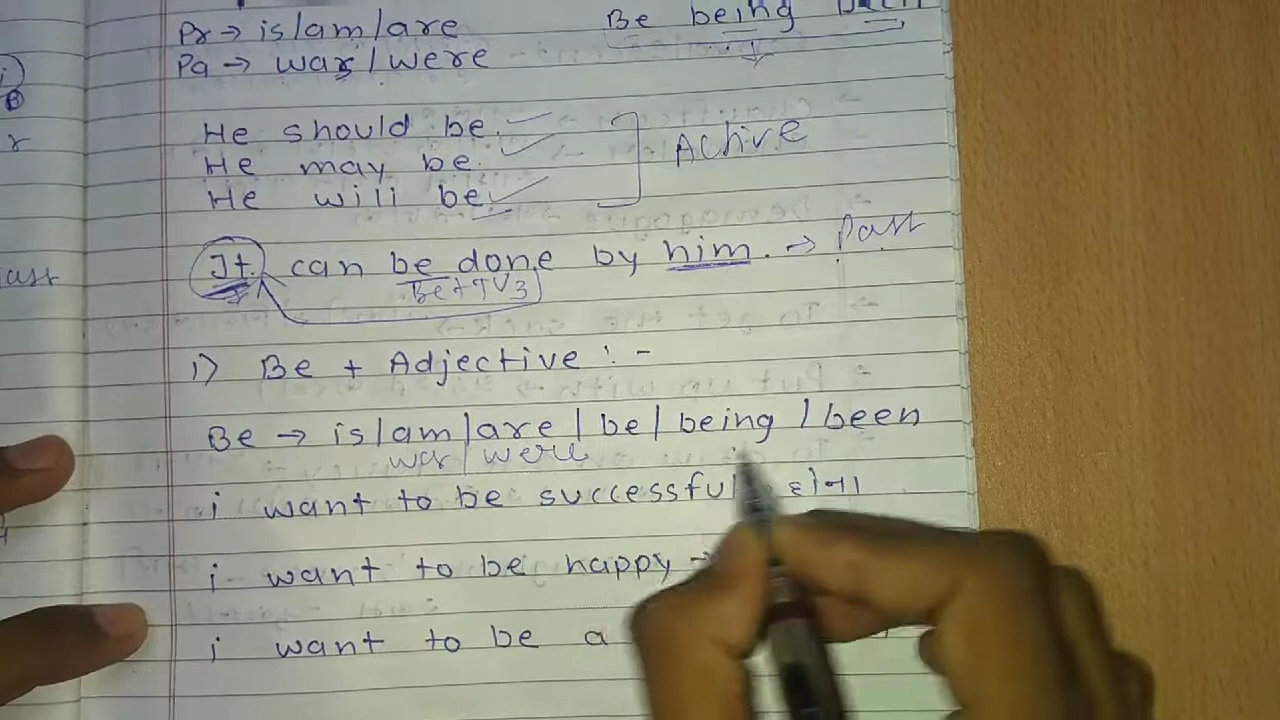 Pr → is/am/are Be being been
Pa → was/were
He should be.
He may be.
He will be
Active
It can be done by him. → Past
Be + TV3
1) Be + Adjective :-
Be → is/am/are/be/being/been
was/were
i want to be successful
i want to be happy →
i want to be a